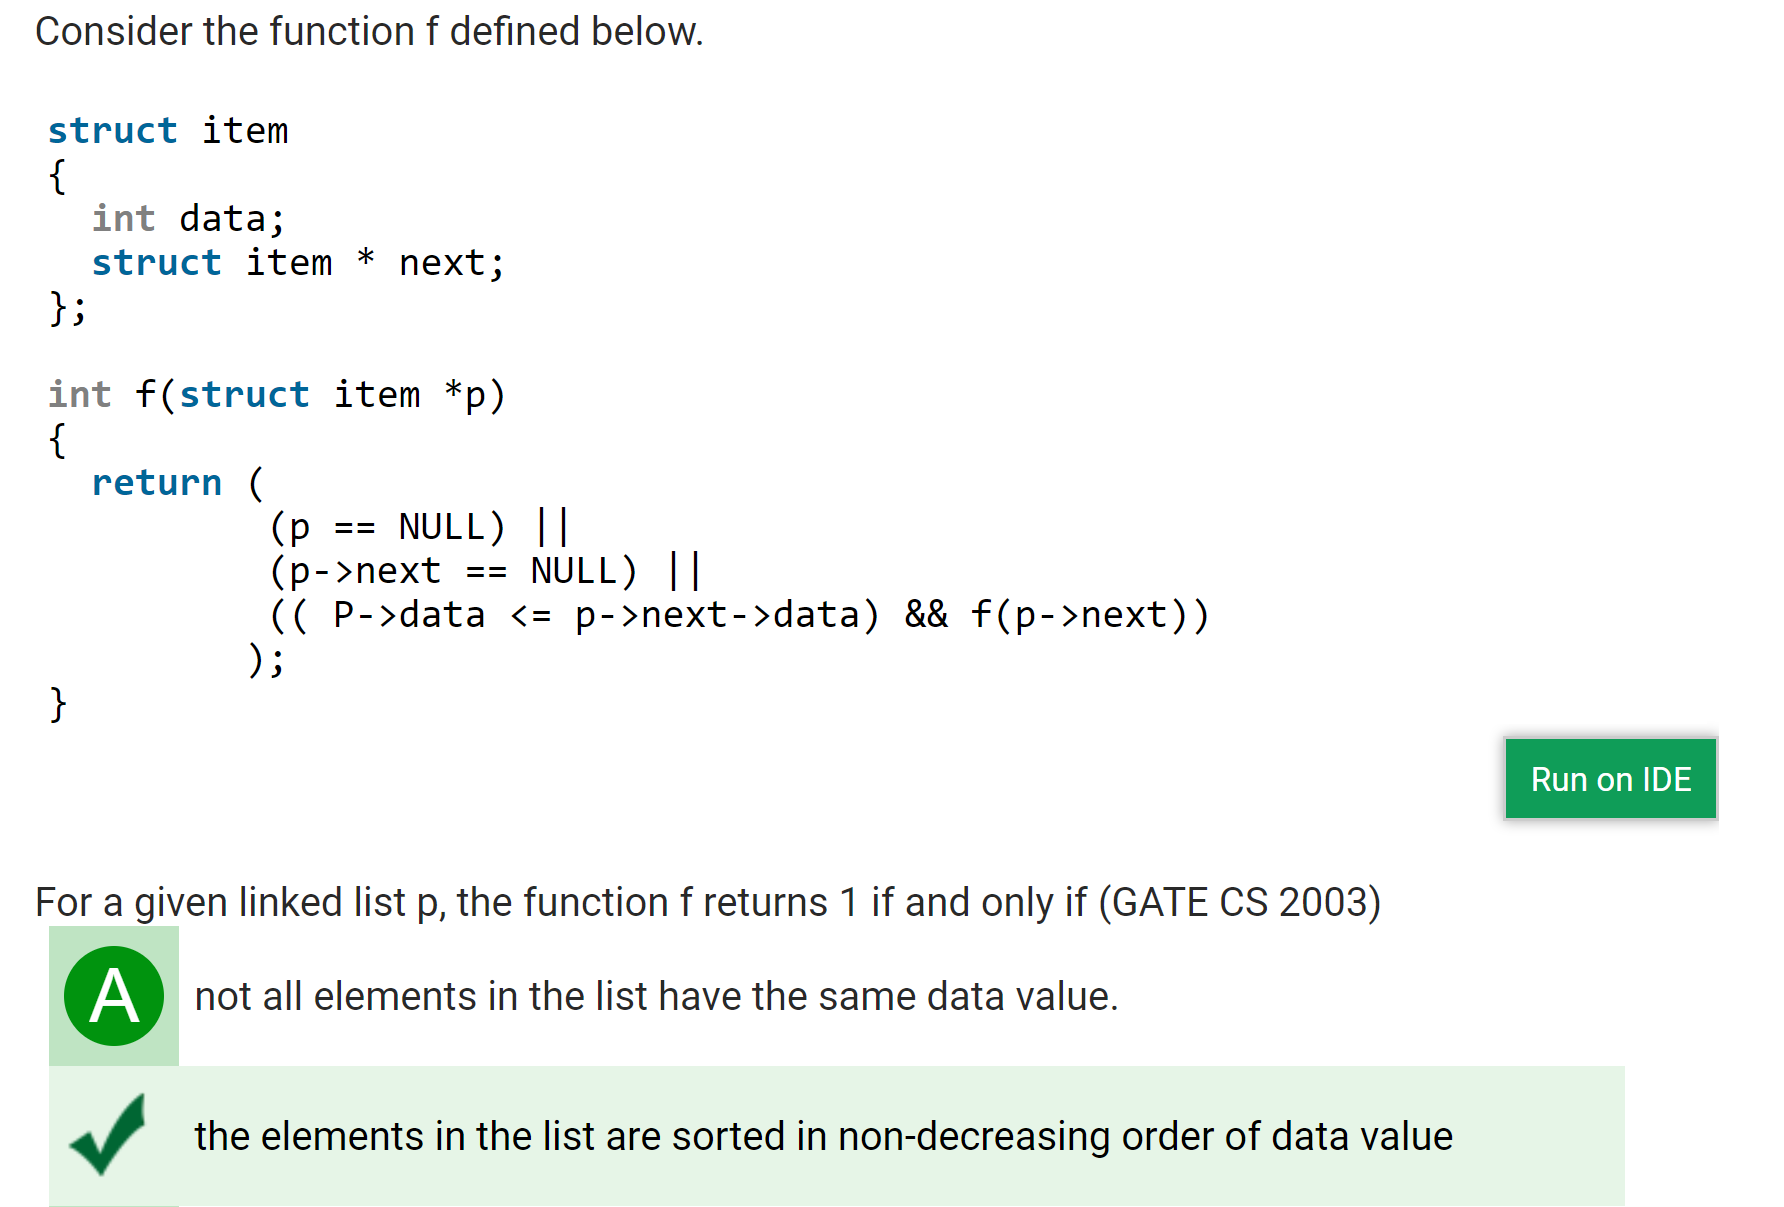 Consider the function f defined below.
struct item
{
int data;
struct item * next;
};
int f(struct item *p)
{
return (
(p == NULL) ||
(p->next == NULL) ||
(( P->data <= p->next->data) && f(p->next))
);
}
Run on IDE
For a given linked list p, the function f returns 1 if and only if (GATE CS 2003)
A not all elements in the list have the same data value.
the elements in the list are sorted in non-decreasing order of data value